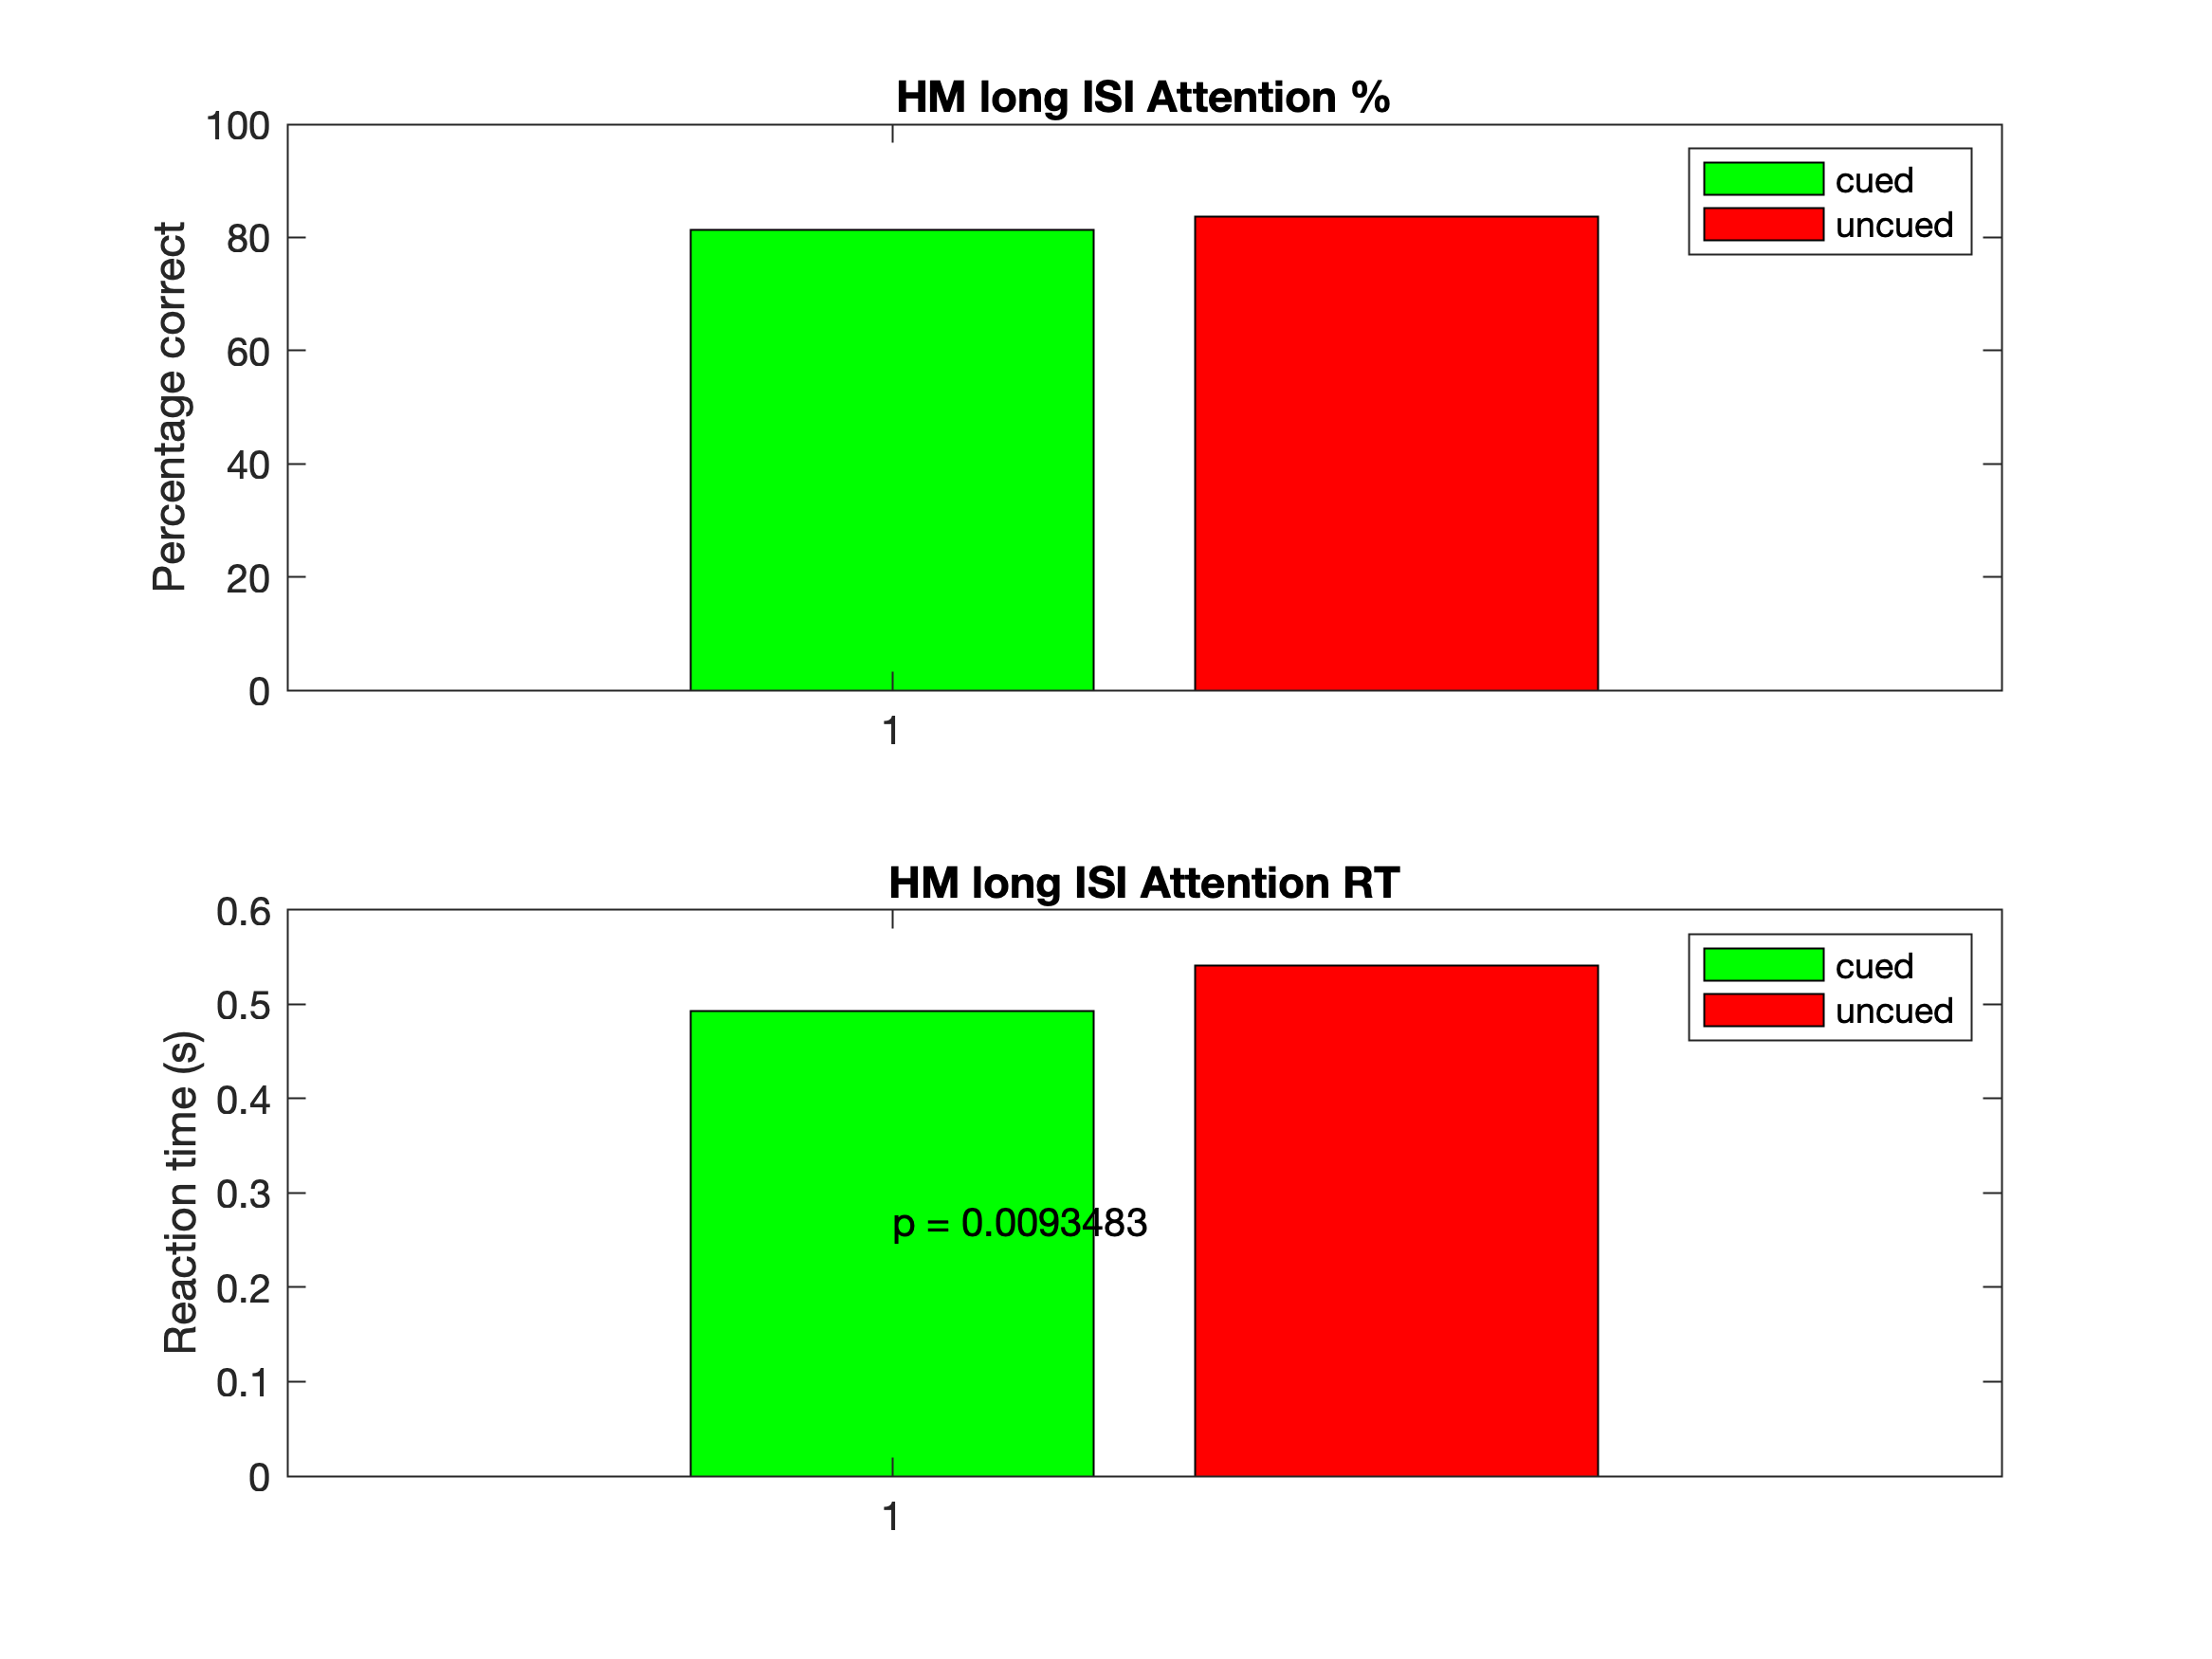 HM long ISI Attention %
100
80
60
40
20
0
Percentage correct
cued
uncued
1
HM long ISI Attention RT
0.6
0.5
0.4
0.3
0.2
0.1
0
Reaction time (s)
cued
uncued
p = 0.0093483
1